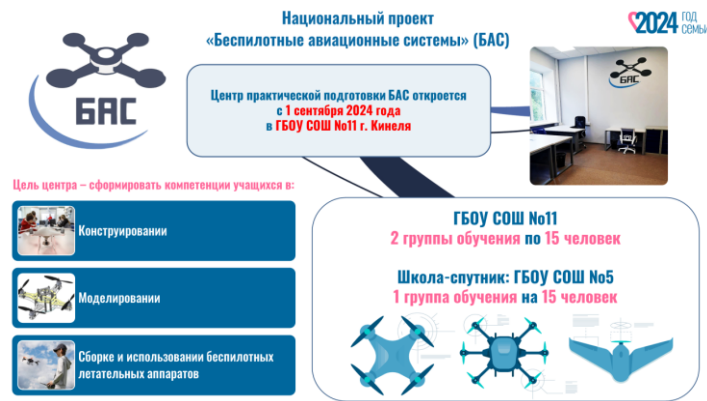 Национальный проект
«Беспилотные авиационные системы» (БАС)
2024 ГОД
СЕМЬИ
БАС
Центр практической подготовки БАС откроется
с 1 сентября 2024 года
в ГБОУ СОШ №11 г. Кинеля
БАС
Цель центра – сформировать компетенции учащихся в:
Конструировании
Моделировании
Сборке и использовании беспилотных
летательных аппаратов
ГБОУ СОШ №11
2 группы обучения по 15 человек
Школа-спутник: ГБОУ СОШ №5
1 группа обучения на 15 человек